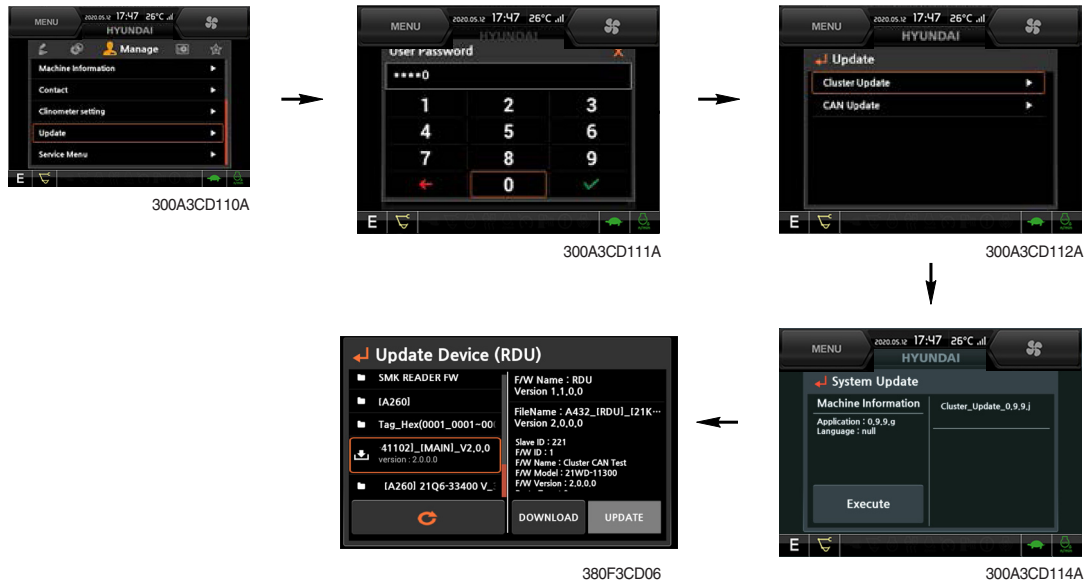 MENU
2020.05.12 17:47 26°C
HYUNDAI
Manage
Machine Information
Contact
Clinometer setting
Update
Service Menu
E
300A3CD110A
MENU
2020.05.12 17:47 26°C
HYUNDAI
User Password
X
****0
1 2 3
4 5 6
7 8 9
0
E
300A3CD111A
MENU
2020.05.12 17:47 26°C
HYUNDAI
Update
Cluster Update
CAN Update
E
300A3CD112A
MENU
2020.05.12 17:47 26°C
HYUNDAI
System Update
Machine Information
Application : 0,9,9,g
Language : null
Execute
Cluster_Update_0,9,9,j
E
300A3CD114A
Update Device (RDU)
SMK READER FW
[A260]
Tag_Hex(0001_0001~00
41102]_[MAIN]_V2,0,0
version : 2.0.0.0
[A260] 21Q6-33400 V_
F/W Name : RDU
Version 1,1,0,0
FileName : A432_[RDU]_[21K···
Version 2,0,0,0
Slave ID : 221
F/W ID : 1
F/W Name : Cluster CAN Test
F/W Model : 21WD-11300
F/W Version : 2,0,0,0
DOWNLOAD
UPDATE
380F3CD06